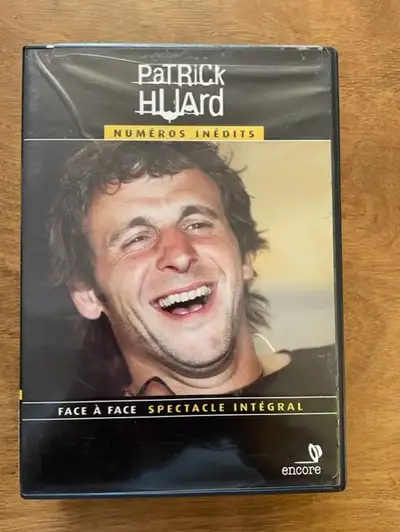 PaTRiCK
HUArd
NUMÉROS INÉDITS
FACE À FACE SPECTACLE INTÉGRAL
encore